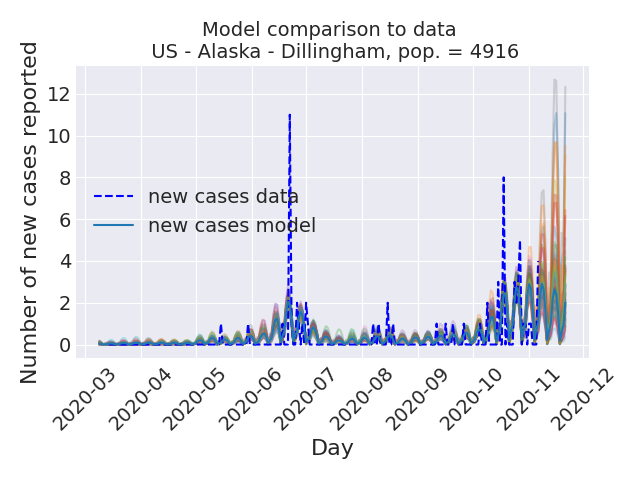 Model comparison to data
US - Alaska - Dillingham, pop. = 4916
Number of new cases reported
12
10
8
6
4
2
0
new cases data
new cases model
2020-03
2020-04
2020-05
2020-06
2020-07
2020-08
2020-09
2020-10
2020-11
2020-12
Day